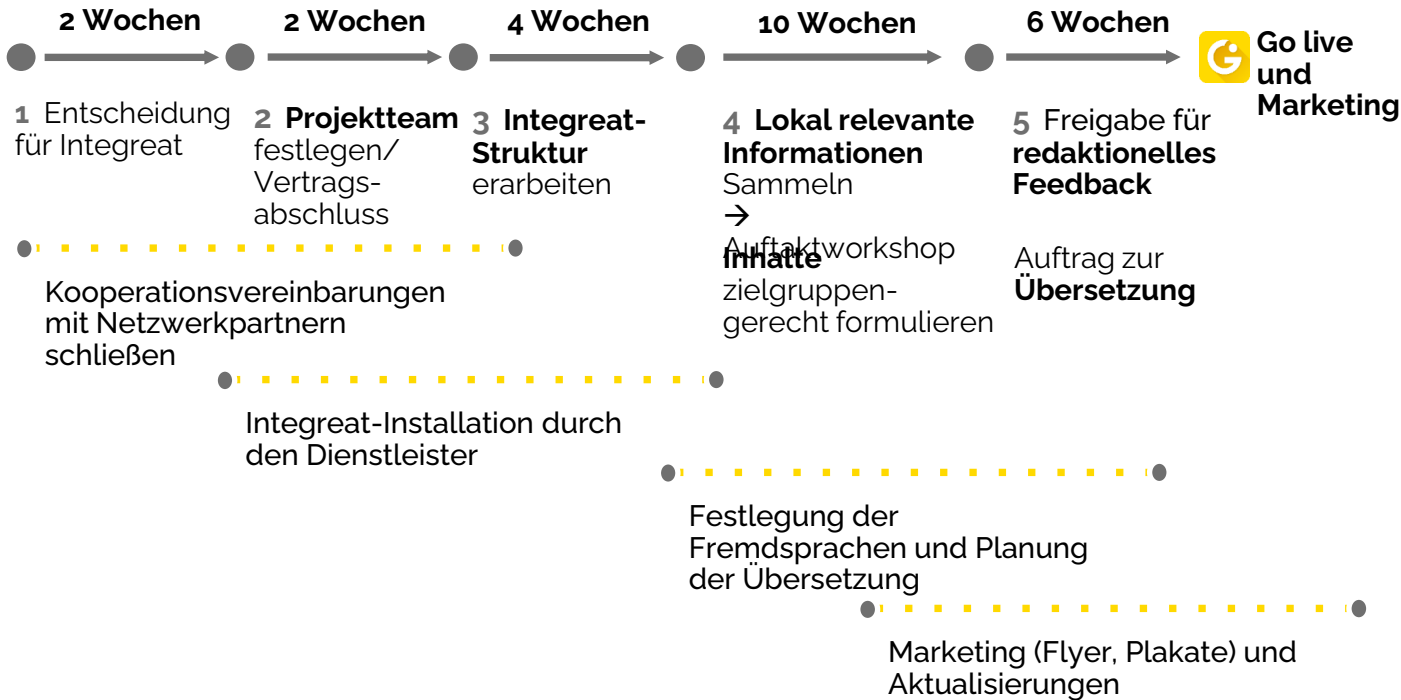 2 Wochen
2 Wochen
4 Wochen
10 Wochen
6 Wochen
Go live
und
Marketing
1 Entscheidung
für Integreat
2 Projektteam
festlegen/
Vertrags-
abschluss
3 Integreat-
Struktur
erarbeiten
4 Lokal relevante
Informationen
Sammeln
→
Auftaktworkshop
Inhalte
zielgruppen-
gerecht formulieren
5 Freigabe für
redaktionelles
Feedback
Auftrag zur
Übersetzung
Kooperationsvereinbarungen
mit Netzwerkpartnern
schließen
Integreat-Installation durch
den Dienstleister
Festlegung der
Fremdsprachen und Planung
der Übersetzung
Marketing (Flyer, Plakate) und
Aktualisierungen